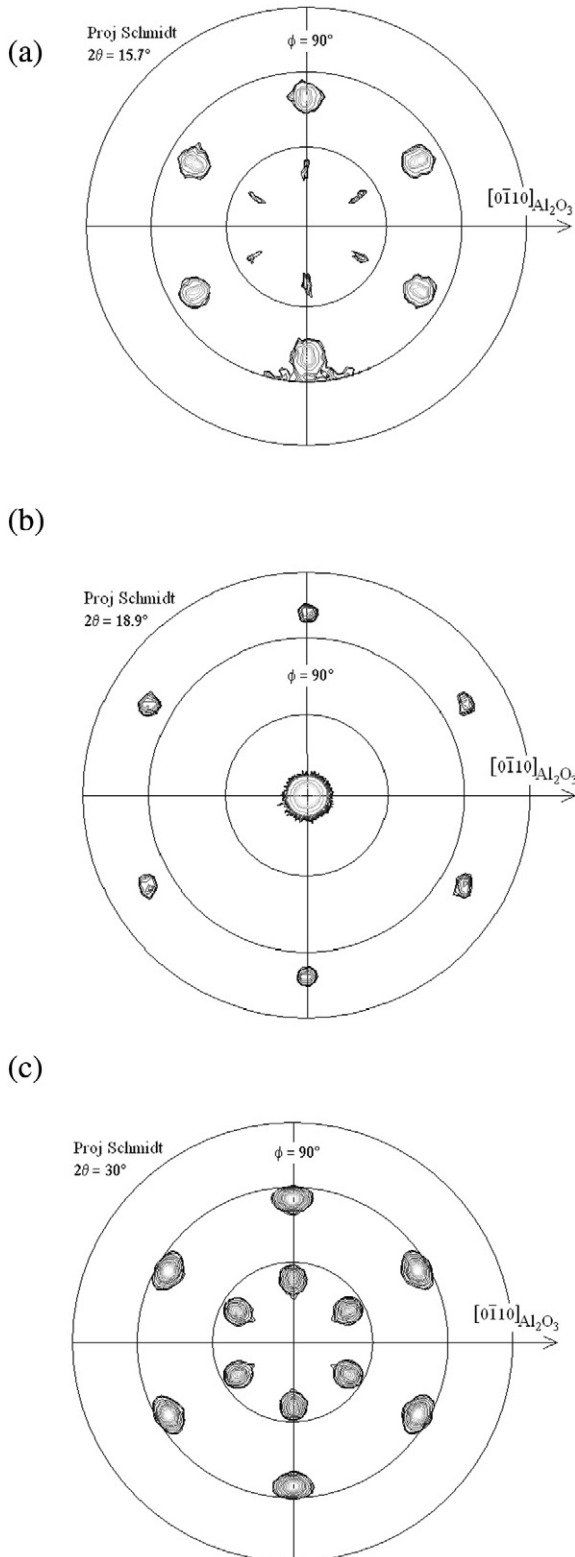 (a)
Proj Schmidt
2θ = 15.7°
ϕ = 90°
[01̄10]Al₂O₃
(b)
Proj Schmidt
2θ = 18.9°
ϕ = 90°
[01̄10]Al₂O₃
(c)
Proj Schmidt
2θ = 30°
ϕ = 90°
[01̄10]Al₂O₃